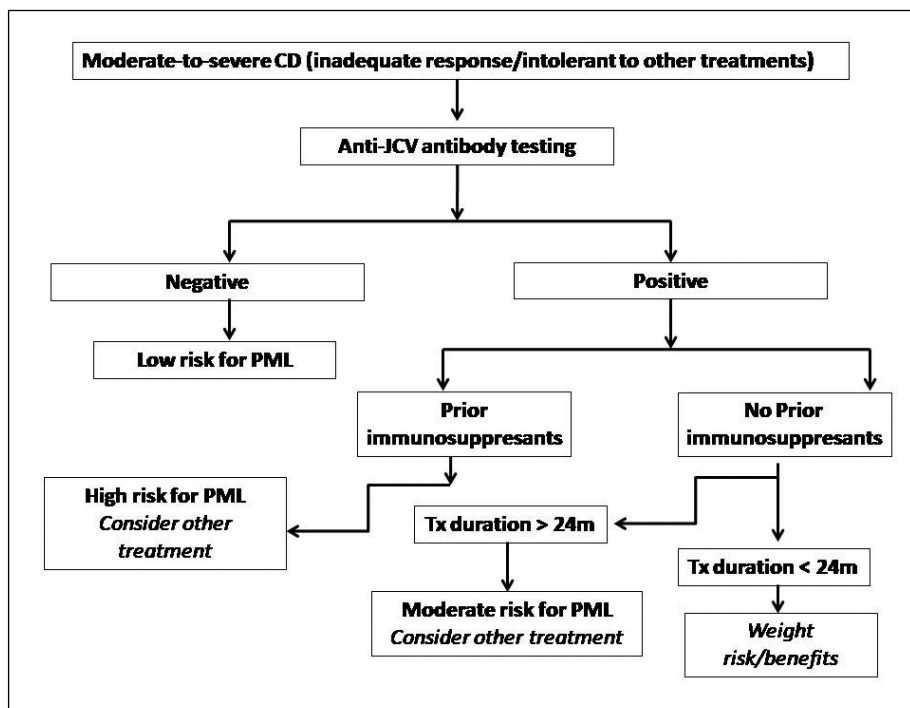 Moderate-to-severe CD (inadequate response/intolerant to other treatments)
Anti-JCV antibody testing
Negative
Positive
Low risk for PML
Prior
immunosuppresants
No Prior
immunosuppresants
High risk for PML
Consider other
treatment
Tx duration > 24m
Tx duration < 24m
Moderate risk for PML
Consider other treatment
Weight
risk/benefits